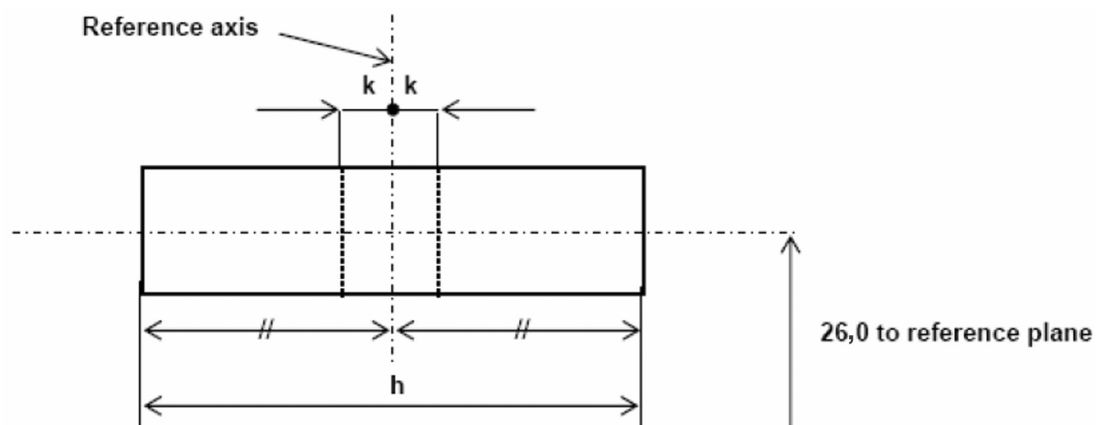 Reference axis
k k
// //
26,0 to reference plane
h